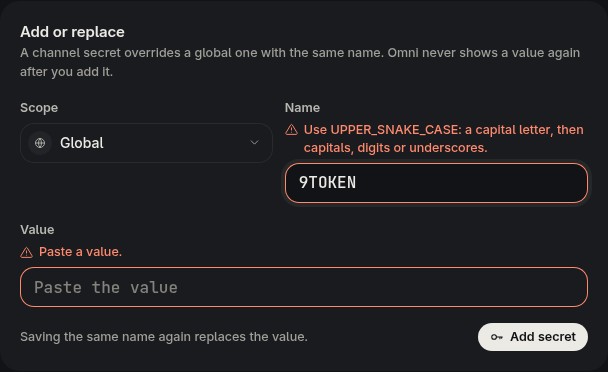 Add or replace
A channel secret overrides a global one with the same name. Omni never shows a value again
after you add it.
Scope
Name
Global
Use UPPER_SNAKE_CASE: a capital letter, then
capitals, digits or underscores.
9TOKEN
Value
Paste a value.
Paste the value
Saving the same name again replaces the value.
Add secret